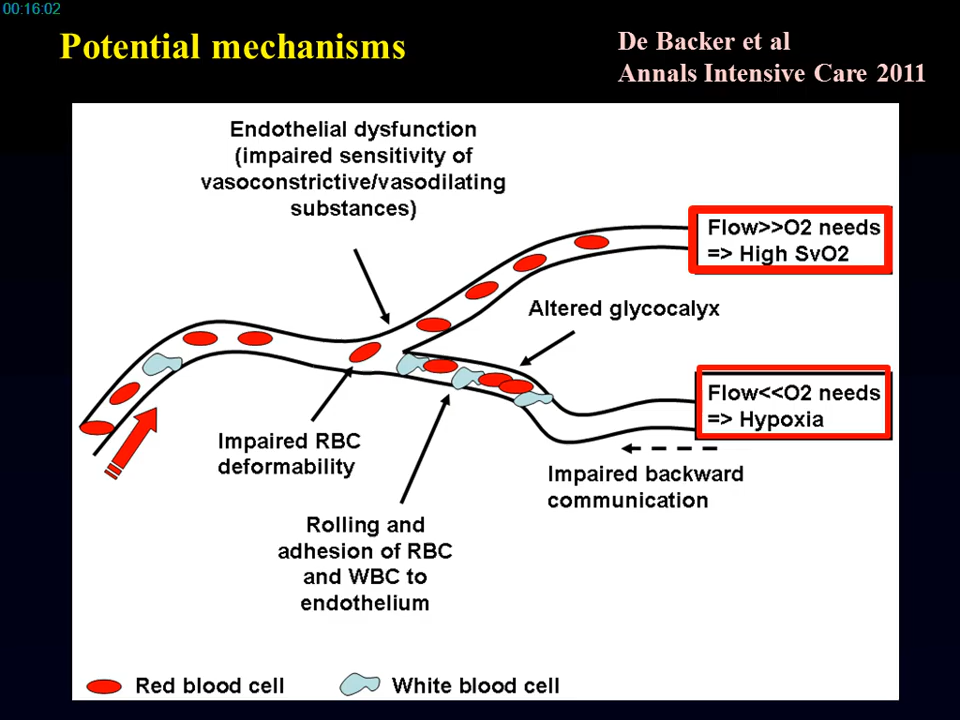 00:16:02
Potential mechanisms
De Backer et al
Annals Intensive Care 2011
Endothelial dysfunction
(impaired sensitivity of
vasoconstrictive/vasodilating
substances)
Flow>>O2 needs
=> High SvO2
Altered glycocalyx
Flow<<O2 needs
=> Hypoxia
Impaired RBC
deformability
Impaired backward
communication
Rolling and
adhesion of RBC
and WBC to
endothelium
Red blood cell
White blood cell